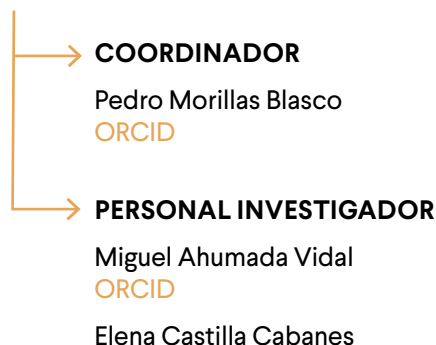 COORDINADOR
Pedro Morillas Blasco
ORCID
PERSONAL INVESTIGADOR
Miguel Ahumada Vidal
ORCID
Elena Castilla Cabanes